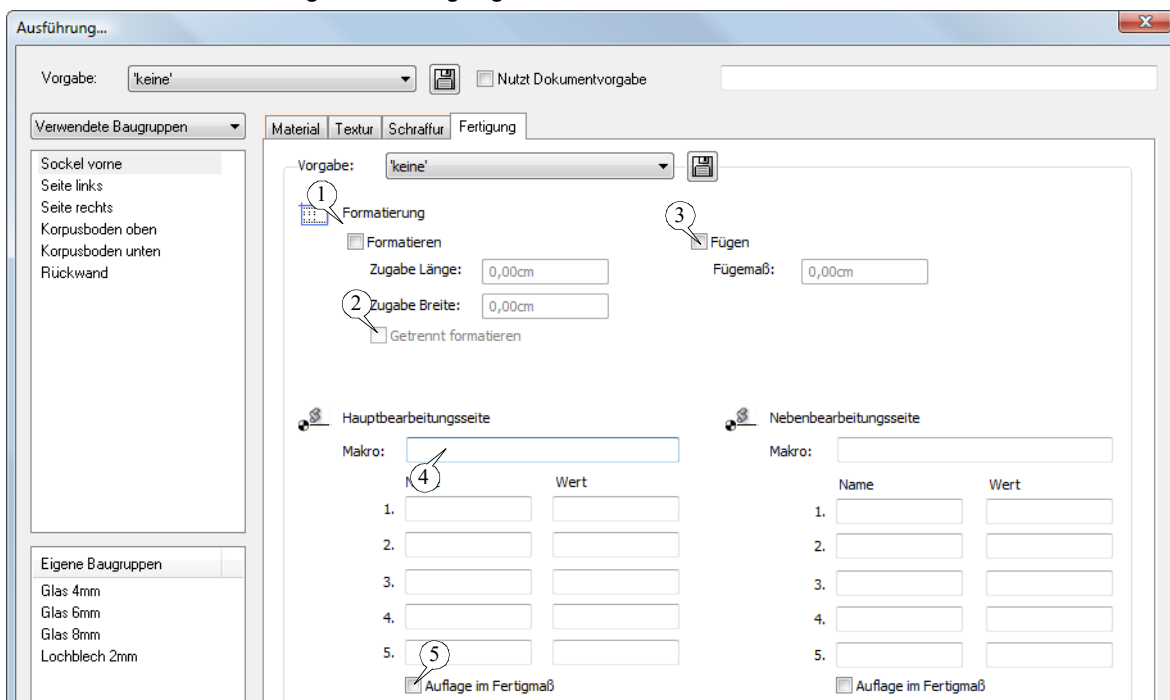 Ausführung...
Vorgabe: 'keine' Nutzt Dokumentvorgabe
Verwendete Baugruppen
Material Textur Schraffur Fertigung
Sockel vorne
Seite links
Seite rechts
Korpusboden oben
Korpusboden unten
Rückwand
Vorgabe: 'keine'
1
Formatierung
3
Formatieren
Fügen
Zugabe Länge: 0,00cm
Fügemaß: 0,00cm
2
Zugabe Breite: 0,00cm
Getrennt formatieren
Hauptbearbeitungsseite
Nebenbearbeitungsseite
Makro:
Makro:
4
Wert
Name Wert
1.
1.
2.
2.
3.
3.
4.
4.
5.
5.
5
Auflage im Fertigmaß
Auflage im Fertigmaß
Eigene Baugruppen
Glas 4mm
Glas 6mm
Glas 8mm
Lochblech 2mm